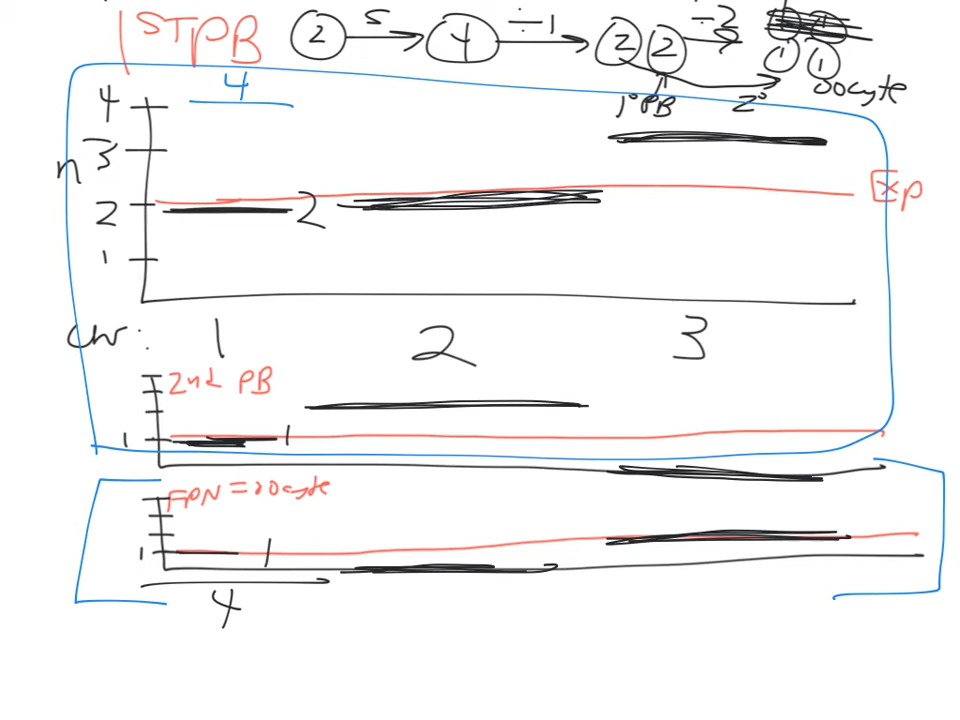 1STPB 2 S 4 ÷1 2 2 ÷2
1 1
4 oocyte
4 1°PB 2°
n 3
2 2 Exp
1
Chr: 1 2 3
2nd PB
1 1
FPN = oocyte
1 1
4